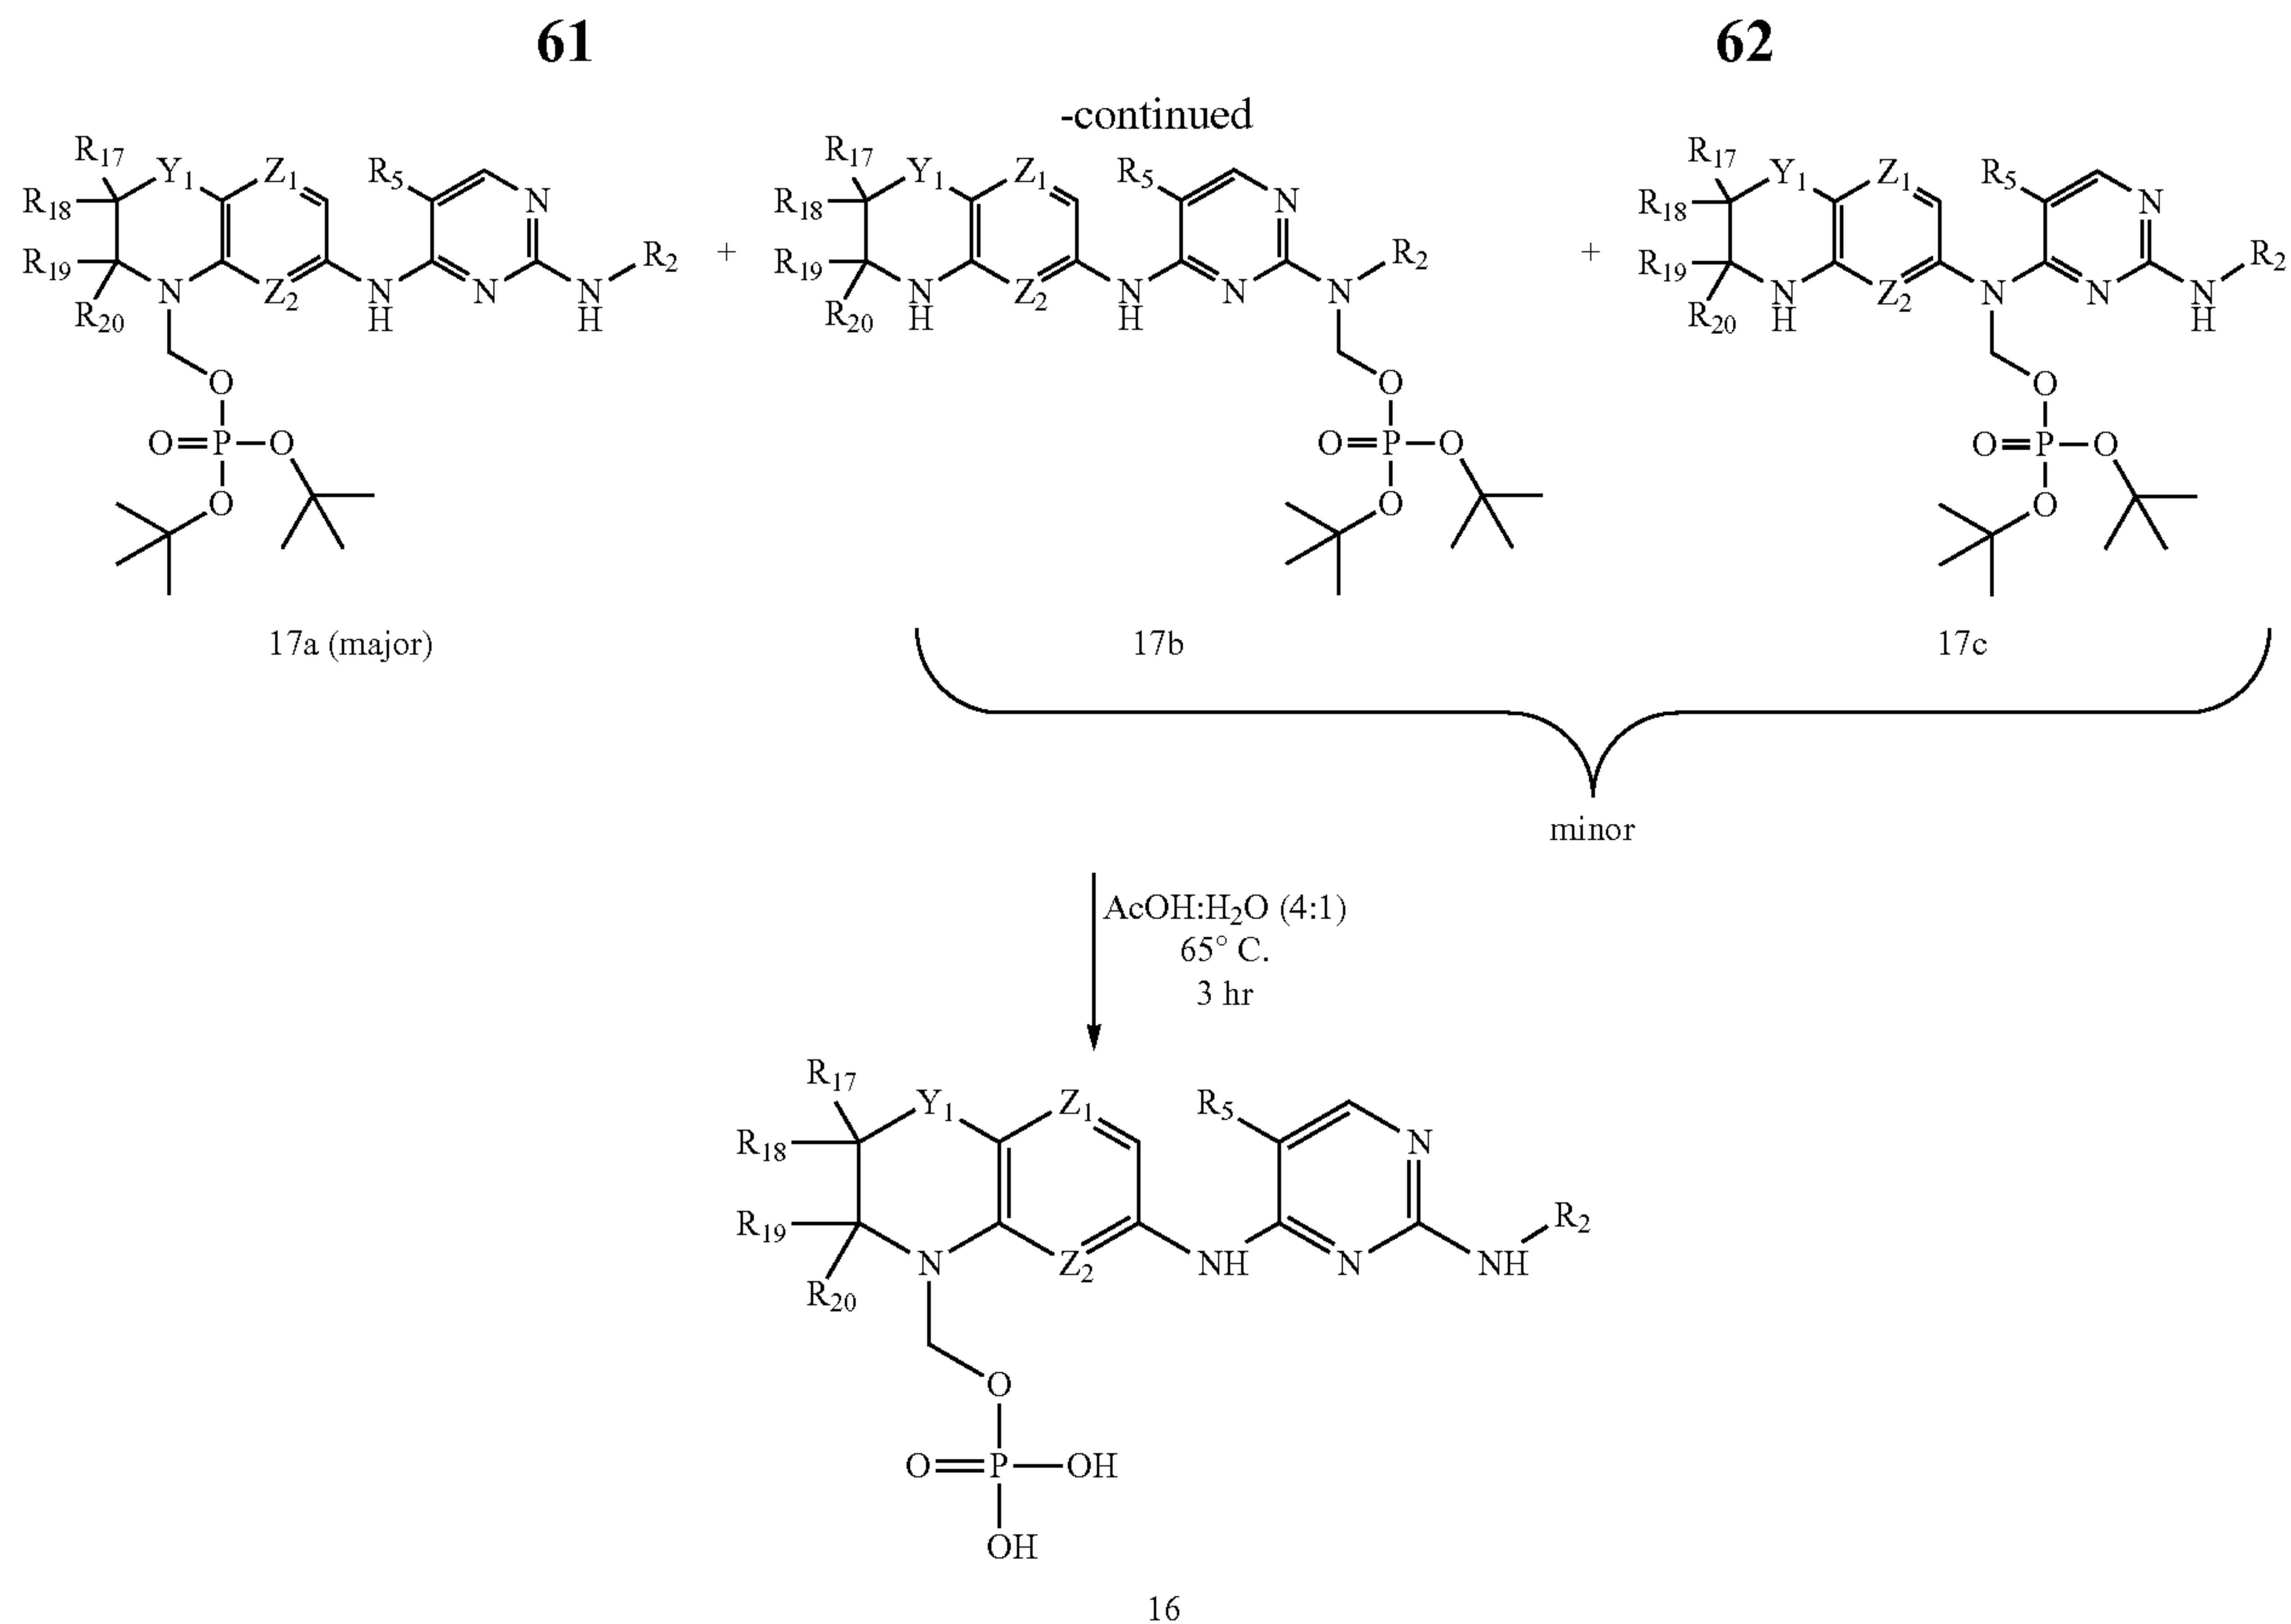 61 62
-continued
R17 Y1 Z1 R5 N R18 R19 R20 N Z2 N H N N H R2
O
O=P—O
O
+
R17 Y1 Z1 R5 N R18 R19 R20 N H Z2 N H N N R2
O
O=P—O
O
+
R17 Y1 Z1 R5 N R18 R19 R20 N H Z2 N N N H R2
O
O=P—O
O
17a (major) 17b 17c
minor
AcOH:H2O (4:1)
65° C.
3 hr
R17 Y1 Z1 R5
R18 N
R19 R2
N Z2 NH N NH
R20
O
O=P—OH
OH
16